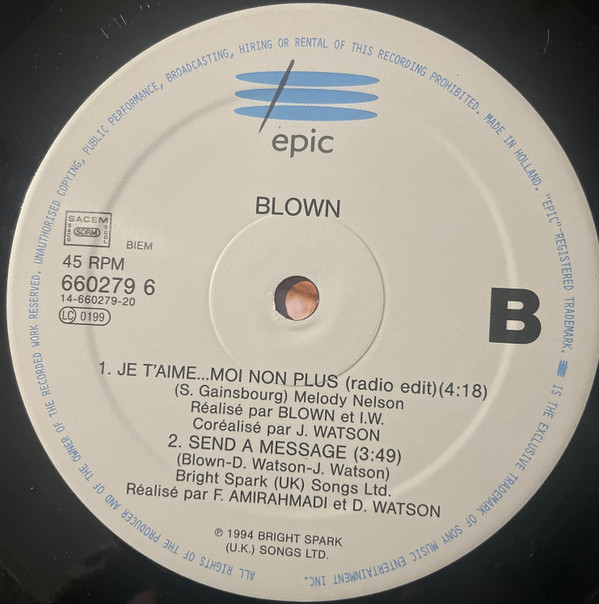 ALL RIGHTS OF THE PRODUCER AND OF THE OWNER OF THE RECORDED WORK RESERVED. UNAUTHORISED COPYING, PUBLIC PERFORMANCE, BROADCASTING, HIRING OR RENTAL OF THIS RECORDING PROHIBITED. MADE IN HOLLAND. "EPIC"-REGISTERED TRADEMARK. IS THE EXCLUSIVE TRADEMARK OF SONY MUSIC ENTERTAINMENT INC.
epic
BLOWN
SACEM
SDRM
BIEM
45 RPM
660279 6
14-660279-20
LC 0199
B
1. JE T'AIME...MOI NON PLUS (radio edit)(4:18)
(S. Gainsbourg) Melody Nelson
Réalisé par BLOWN et I.W.
Coréalisé par J. WATSON
2. SEND A MESSAGE (3:49)
(Blown-D. Watson-J. Watson)
Bright Spark (UK) Songs Ltd.
Réalisé par F. AMIRAHMADI et D. WATSON
℗ 1994 BRIGHT SPARK
(U.K.) SONGS LTD.